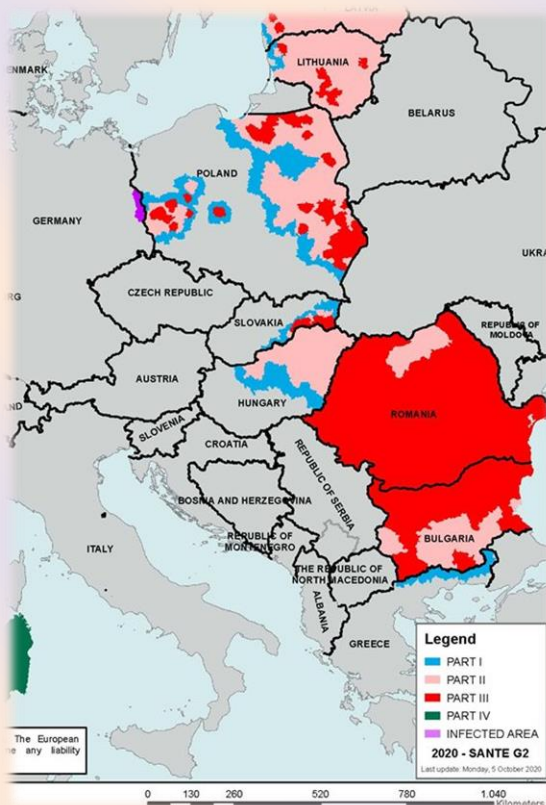 LATVIA
ENMARK
LITHUANIA
BELARUS
POLAND
GERMANY
UKRA
CZECH REPUBLIC
RG
SLOVAKIA
REPUBLIC OF
MOLDOVA
AUSTRIA
HUNGARY
AND
SLOVENIA
ROMANIA
CROATIA
REPUBLIC OF SERBIA
BOSNIA AND HERZEGOVINA
ITALY
REPUBLIC OF
MONTENEGRO
BULGARIA
THE REPUBLIC OF
NORTH MACEDONIA
ALBANIA
GREECE
Legend
PART I
PART II
PART III
PART IV
INFECTED AREA
2020 - SANTE G2
Last update: Monday, 5 October 2020
The European
e any liability
0 130 260 520 780 1.040
Kilometers